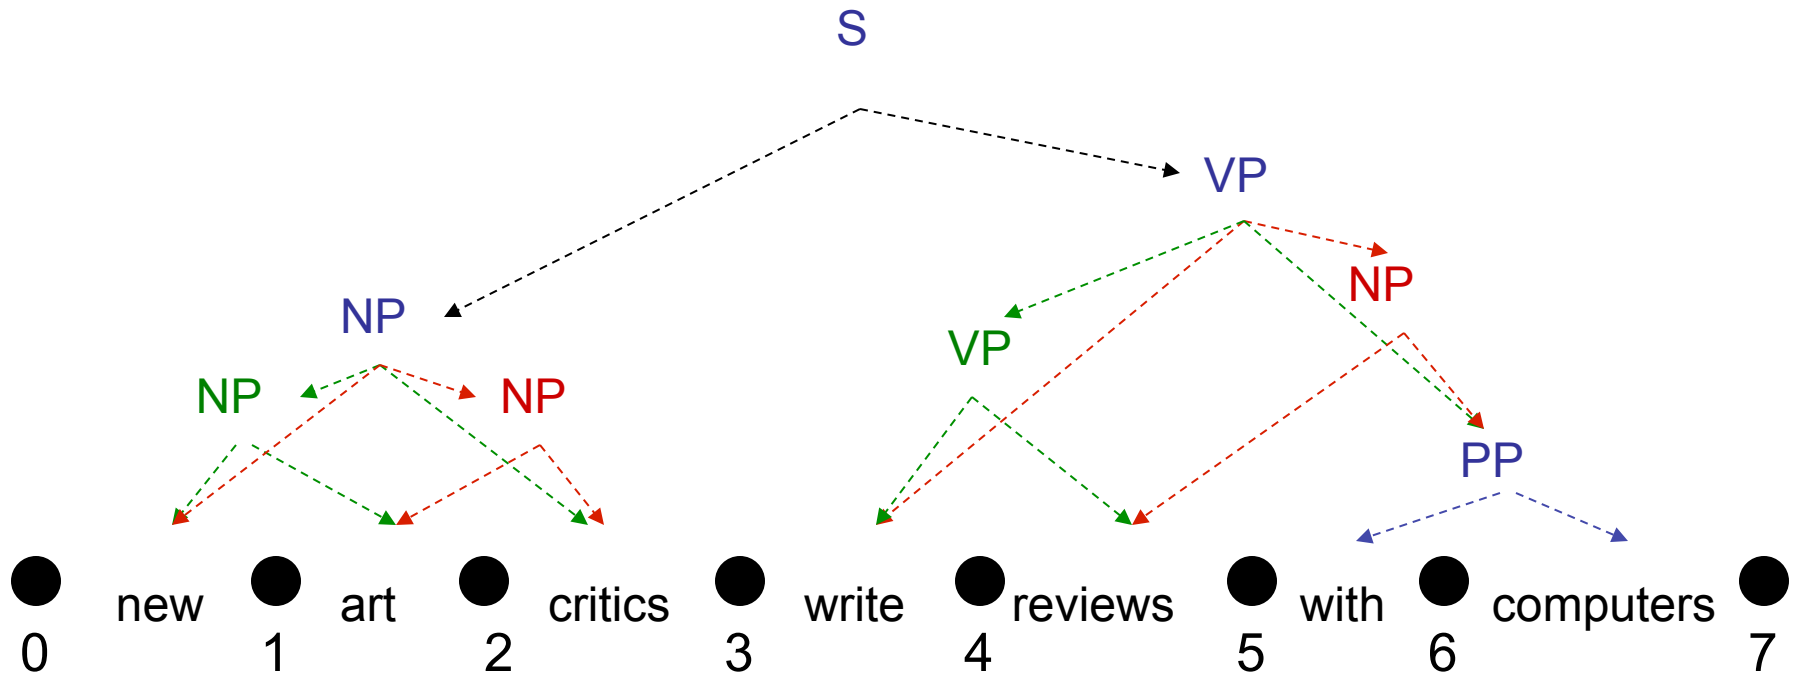 S
VP
NP
NP
VP
NP
NP
PP
new art critics write reviews with computers
0 1 2 3 4 5 6 7